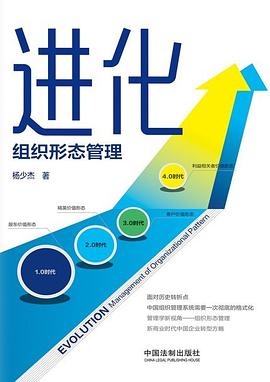 进化
组织形态管理
杨少杰 著
利益相关者价值形态
4.0时代
精英价值形态
客户价值形态
3.0时代
股东价值形态
2.0时代
1.0时代
EVOLUTION Management of Organizational Pattern
面对历史转折点
中国组织管理系统需要一次彻底的格式化
管理学新视角——组织形态管理
新商业时代中国企业转型方略
中国法制出版社
CHINA LEGAL PUBLISHING HOUSE